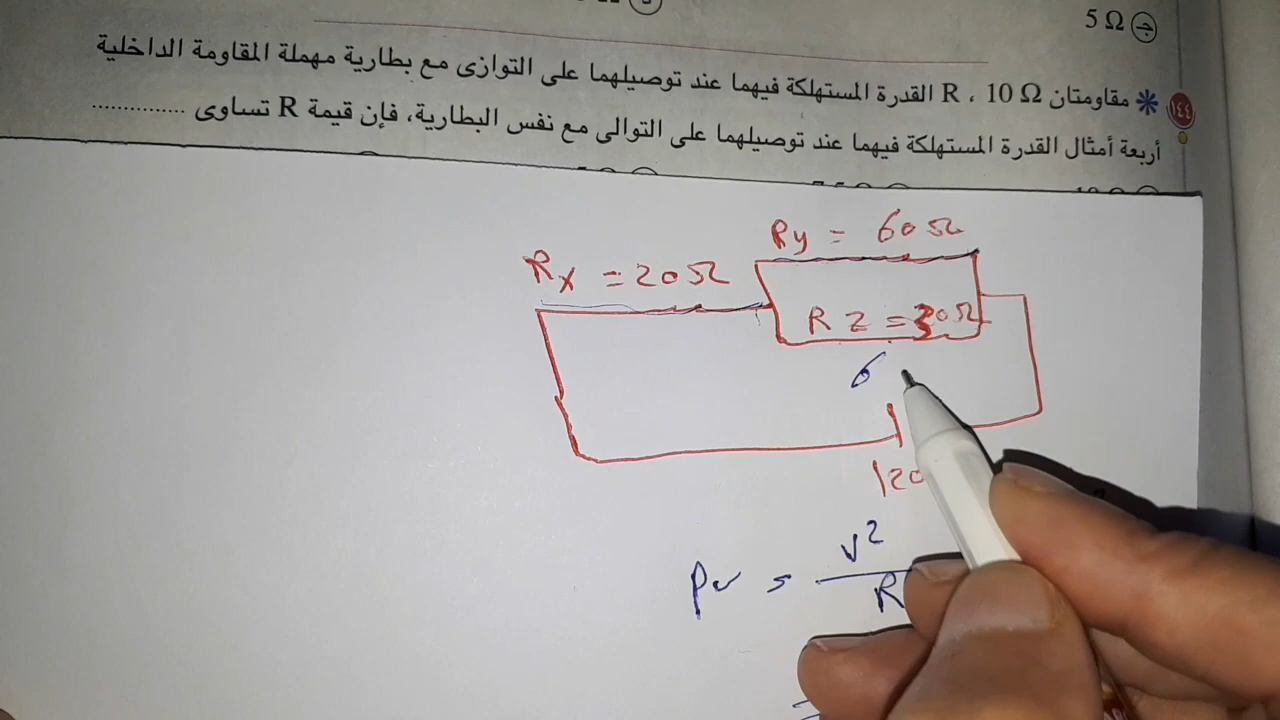 ج 5 Ω
١٤٤ * مقاومتان R ، 10 Ω القدرة المستهلكة فيهما عند توصيلهما على التوازى مع بطارية مهملة المقاومة الداخلية
أربعة أمثال القدرة المستهلكة فيهما عند توصيلهما على التوالى مع نفس البطارية، فإن قيمة R تساوى ...............
Ry = 60Ω
Rx = 20Ω
Rz = 30Ω
6
120
Pw = V²
R